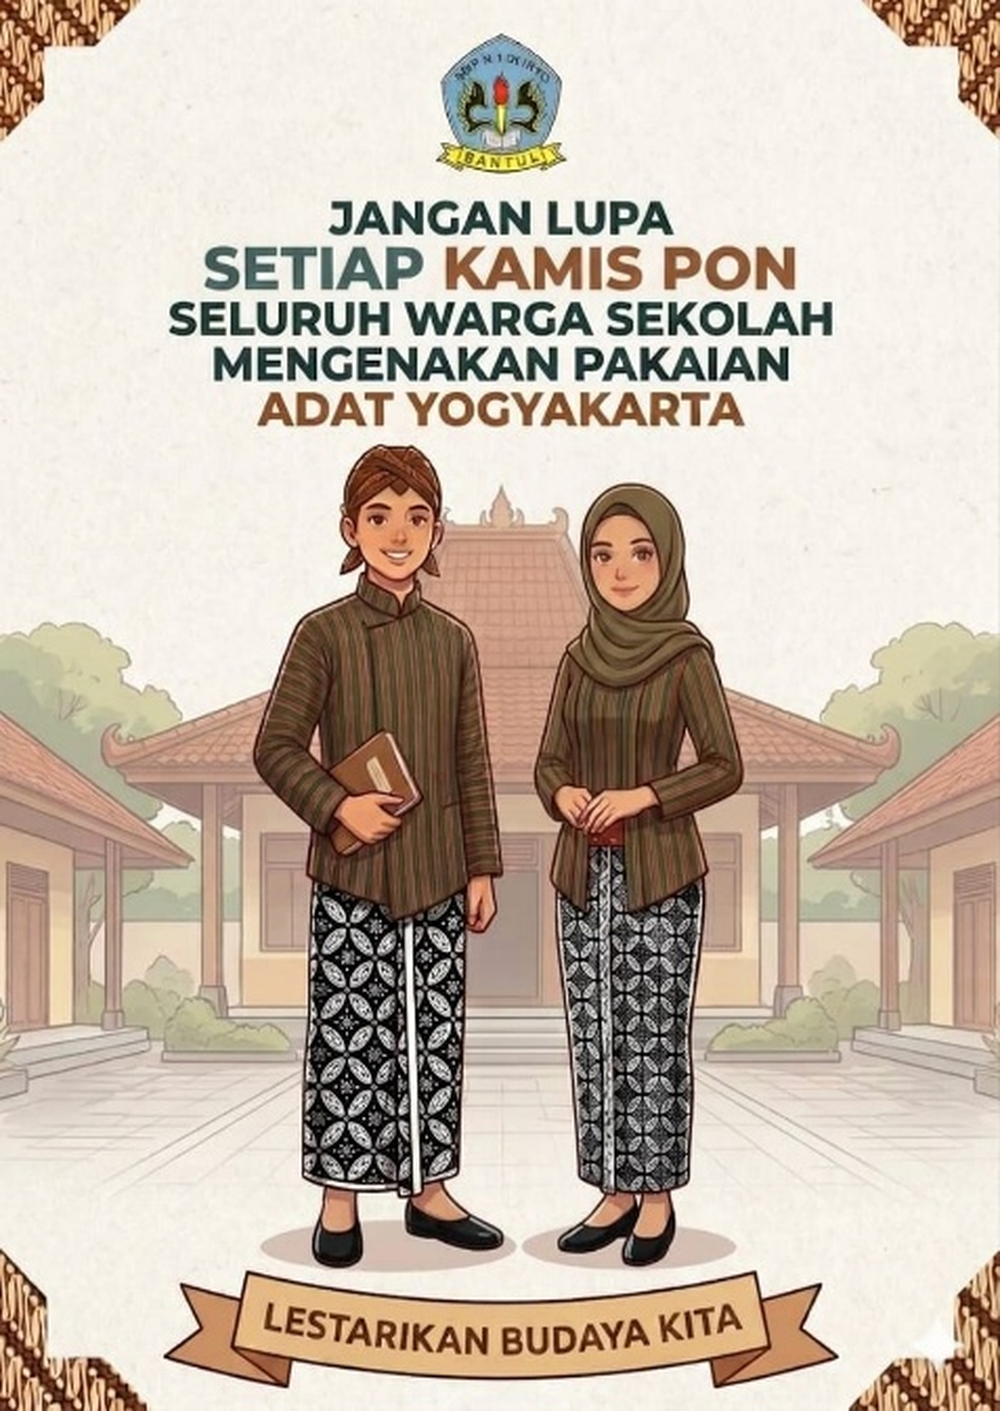 BANTUL
JANGAN LUPA
SETIAP KAMIS PON
SELURUH WARGA SEKOLAH
MENGENAKAN PAKAIAN
ADAT YOGYAKARTA
LESTARIKAN BUDAYA KITA